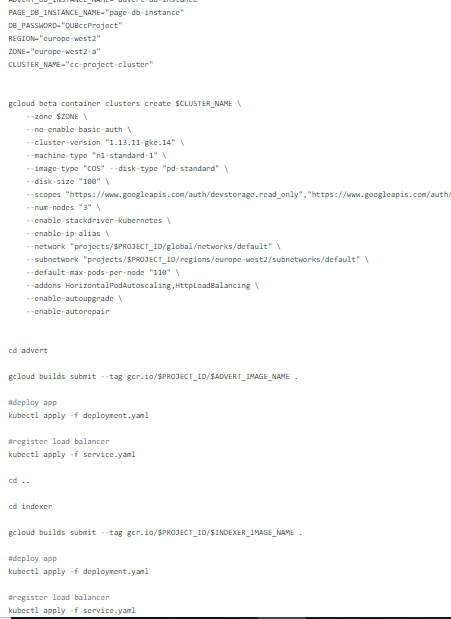 ADVERT_DB_INSTANCE_NAME="advert-db-instance"
PAGE_DB_INSTANCE_NAME="page-db-instance"
DB_PASSWORD="QUBccProject"
REGION="europe-west2"
ZONE="europe-west2-a"
CLUSTER_NAME="cc-project-cluster"
gcloud beta container clusters create $CLUSTER_NAME \
--zone $ZONE \
--no-enable-basic-auth \
--cluster-version "1.13.11-gke.14" \
--machine-type "n1-standard-1" \
--image-type "COS" --disk-type "pd-standard" \
--disk-size "100" \
--scopes "https://www.googleapis.com/auth/devstorage.read_only","https://www.googleapis.com/auth/
--num-nodes "3" \
--enable-stackdriver-kubernetes \
--enable-ip-alias \
--network "projects/$PROJECT_ID/global/networks/default" \
--subnetwork "projects/$PROJECT_ID/regions/europe-west2/subnetworks/default" \
--default-max-pods-per-node "110" \
--addons HorizontalPodAutoscaling,HttpLoadBalancing \
--enable-autoupgrade \
--enable-autorepair
cd advert
gcloud builds submit --tag gcr.io/$PROJECT_ID/$ADVERT_IMAGE_NAME .
#deploy app
kubectl apply -f deployment.yaml
#register load balancer
kubectl apply -f service.yaml
cd ..
cd indexer
gcloud builds submit --tag gcr.io/$PROJECT_ID/$INDEXER_IMAGE_NAME .
#deploy app
kubectl apply -f deployment.yaml
#register load balancer
kubectl apply -f service.yaml